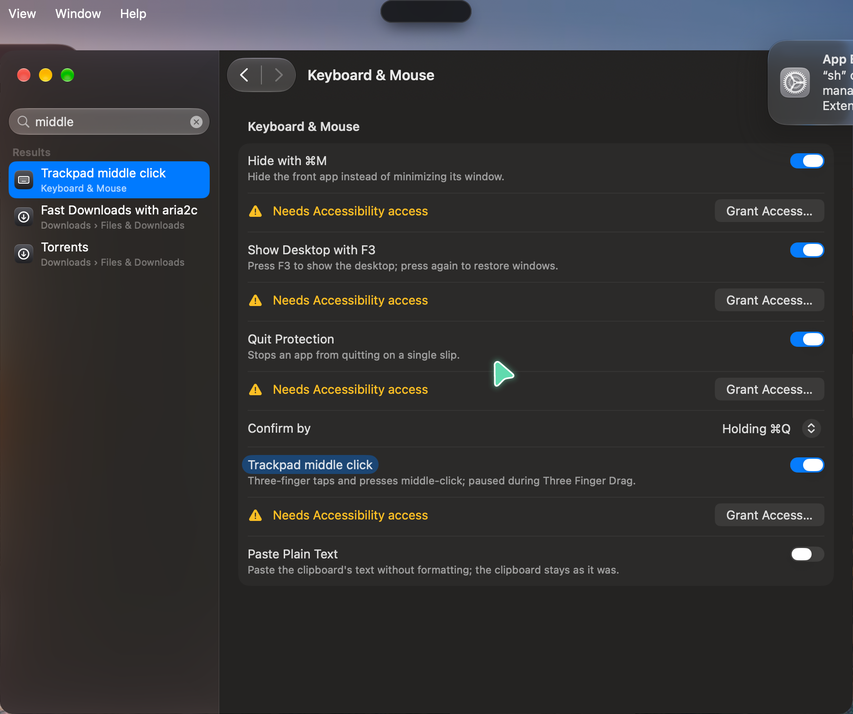 View Window Help
Keyboard & Mouse
App
“sh”
mana
Exten
middle
Results
Trackpad middle click
Keyboard & Mouse
Fast Downloads with aria2c
Downloads › Files & Downloads
Torrents
Downloads › Files & Downloads
Keyboard & Mouse
Hide with ⌘M
Hide the front app instead of minimizing its window.
Needs Accessibility access
Grant Access...
Show Desktop with F3
Press F3 to show the desktop; press again to restore windows.
Needs Accessibility access
Grant Access...
Quit Protection
Stops an app from quitting on a single slip.
Needs Accessibility access
Grant Access...
Confirm by
Holding ⌘Q
Trackpad middle click
Three-finger taps and presses middle-click; paused during Three Finger Drag.
Needs Accessibility access
Grant Access...
Paste Plain Text
Paste the clipboard's text without formatting; the clipboard stays as it was.